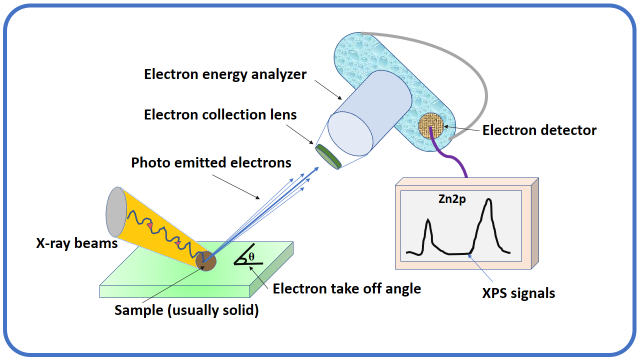 Electron energy analyzer
Electron collection lens
Electron detector
Photo emitted electrons
Zn2p
X-ray beams
θ
Electron take off angle
XPS signals
Sample (usually solid)